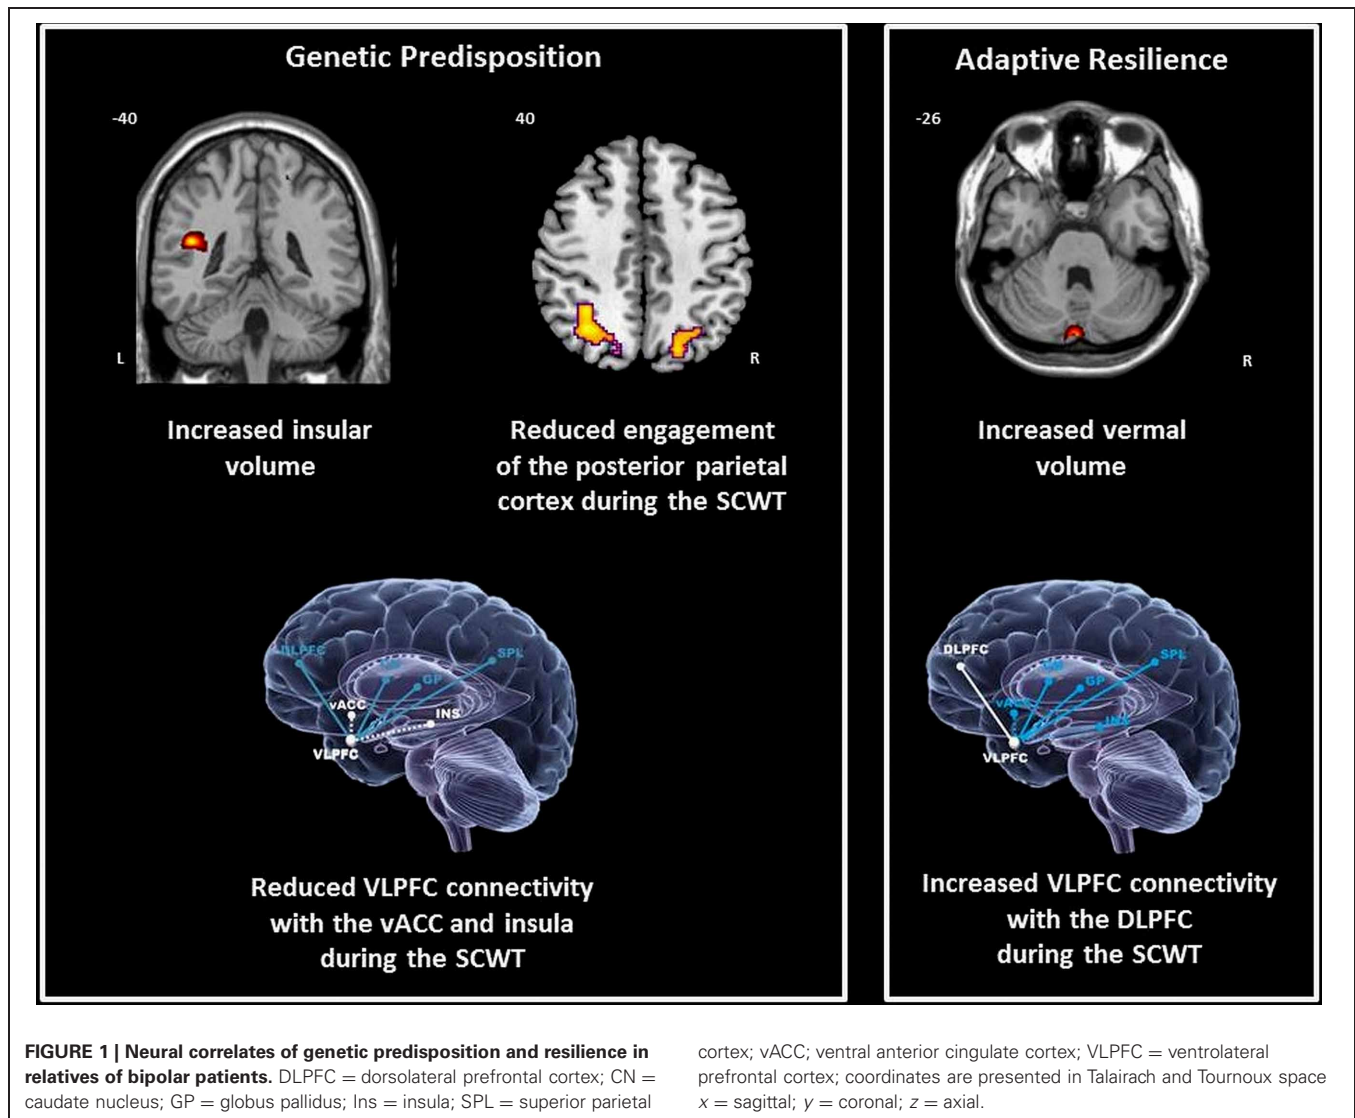 Genetic Predisposition
-40
40
L
R
Increased insular
volume
Reduced engagement
of the posterior parietal
cortex during the SCWT
DLPFC
SPL
GP
vACC
INS
VLPFC
Reduced VLPFC connectivity
with the vACC and insula
during the SCWT
Adaptive Resilience
-26
R
Increased vermal
volume
DLPFC
SPL
GP
vACC
INS
VLPFC
Increased VLPFC connectivity
with the DLPFC
during the SCWT
FIGURE 1 | Neural correlates of genetic predisposition and resilience in
relatives of bipolar patients. DLPFC = dorsolateral prefrontal cortex; CN =
caudate nucleus; GP = globus pallidus; Ins = insula; SPL = superior parietal
cortex; vACC; ventral anterior cingulate cortex; VLPFC = ventrolateral
prefrontal cortex; coordinates are presented in Talairach and Tournoux space
x = sagittal; y = coronal; z = axial.